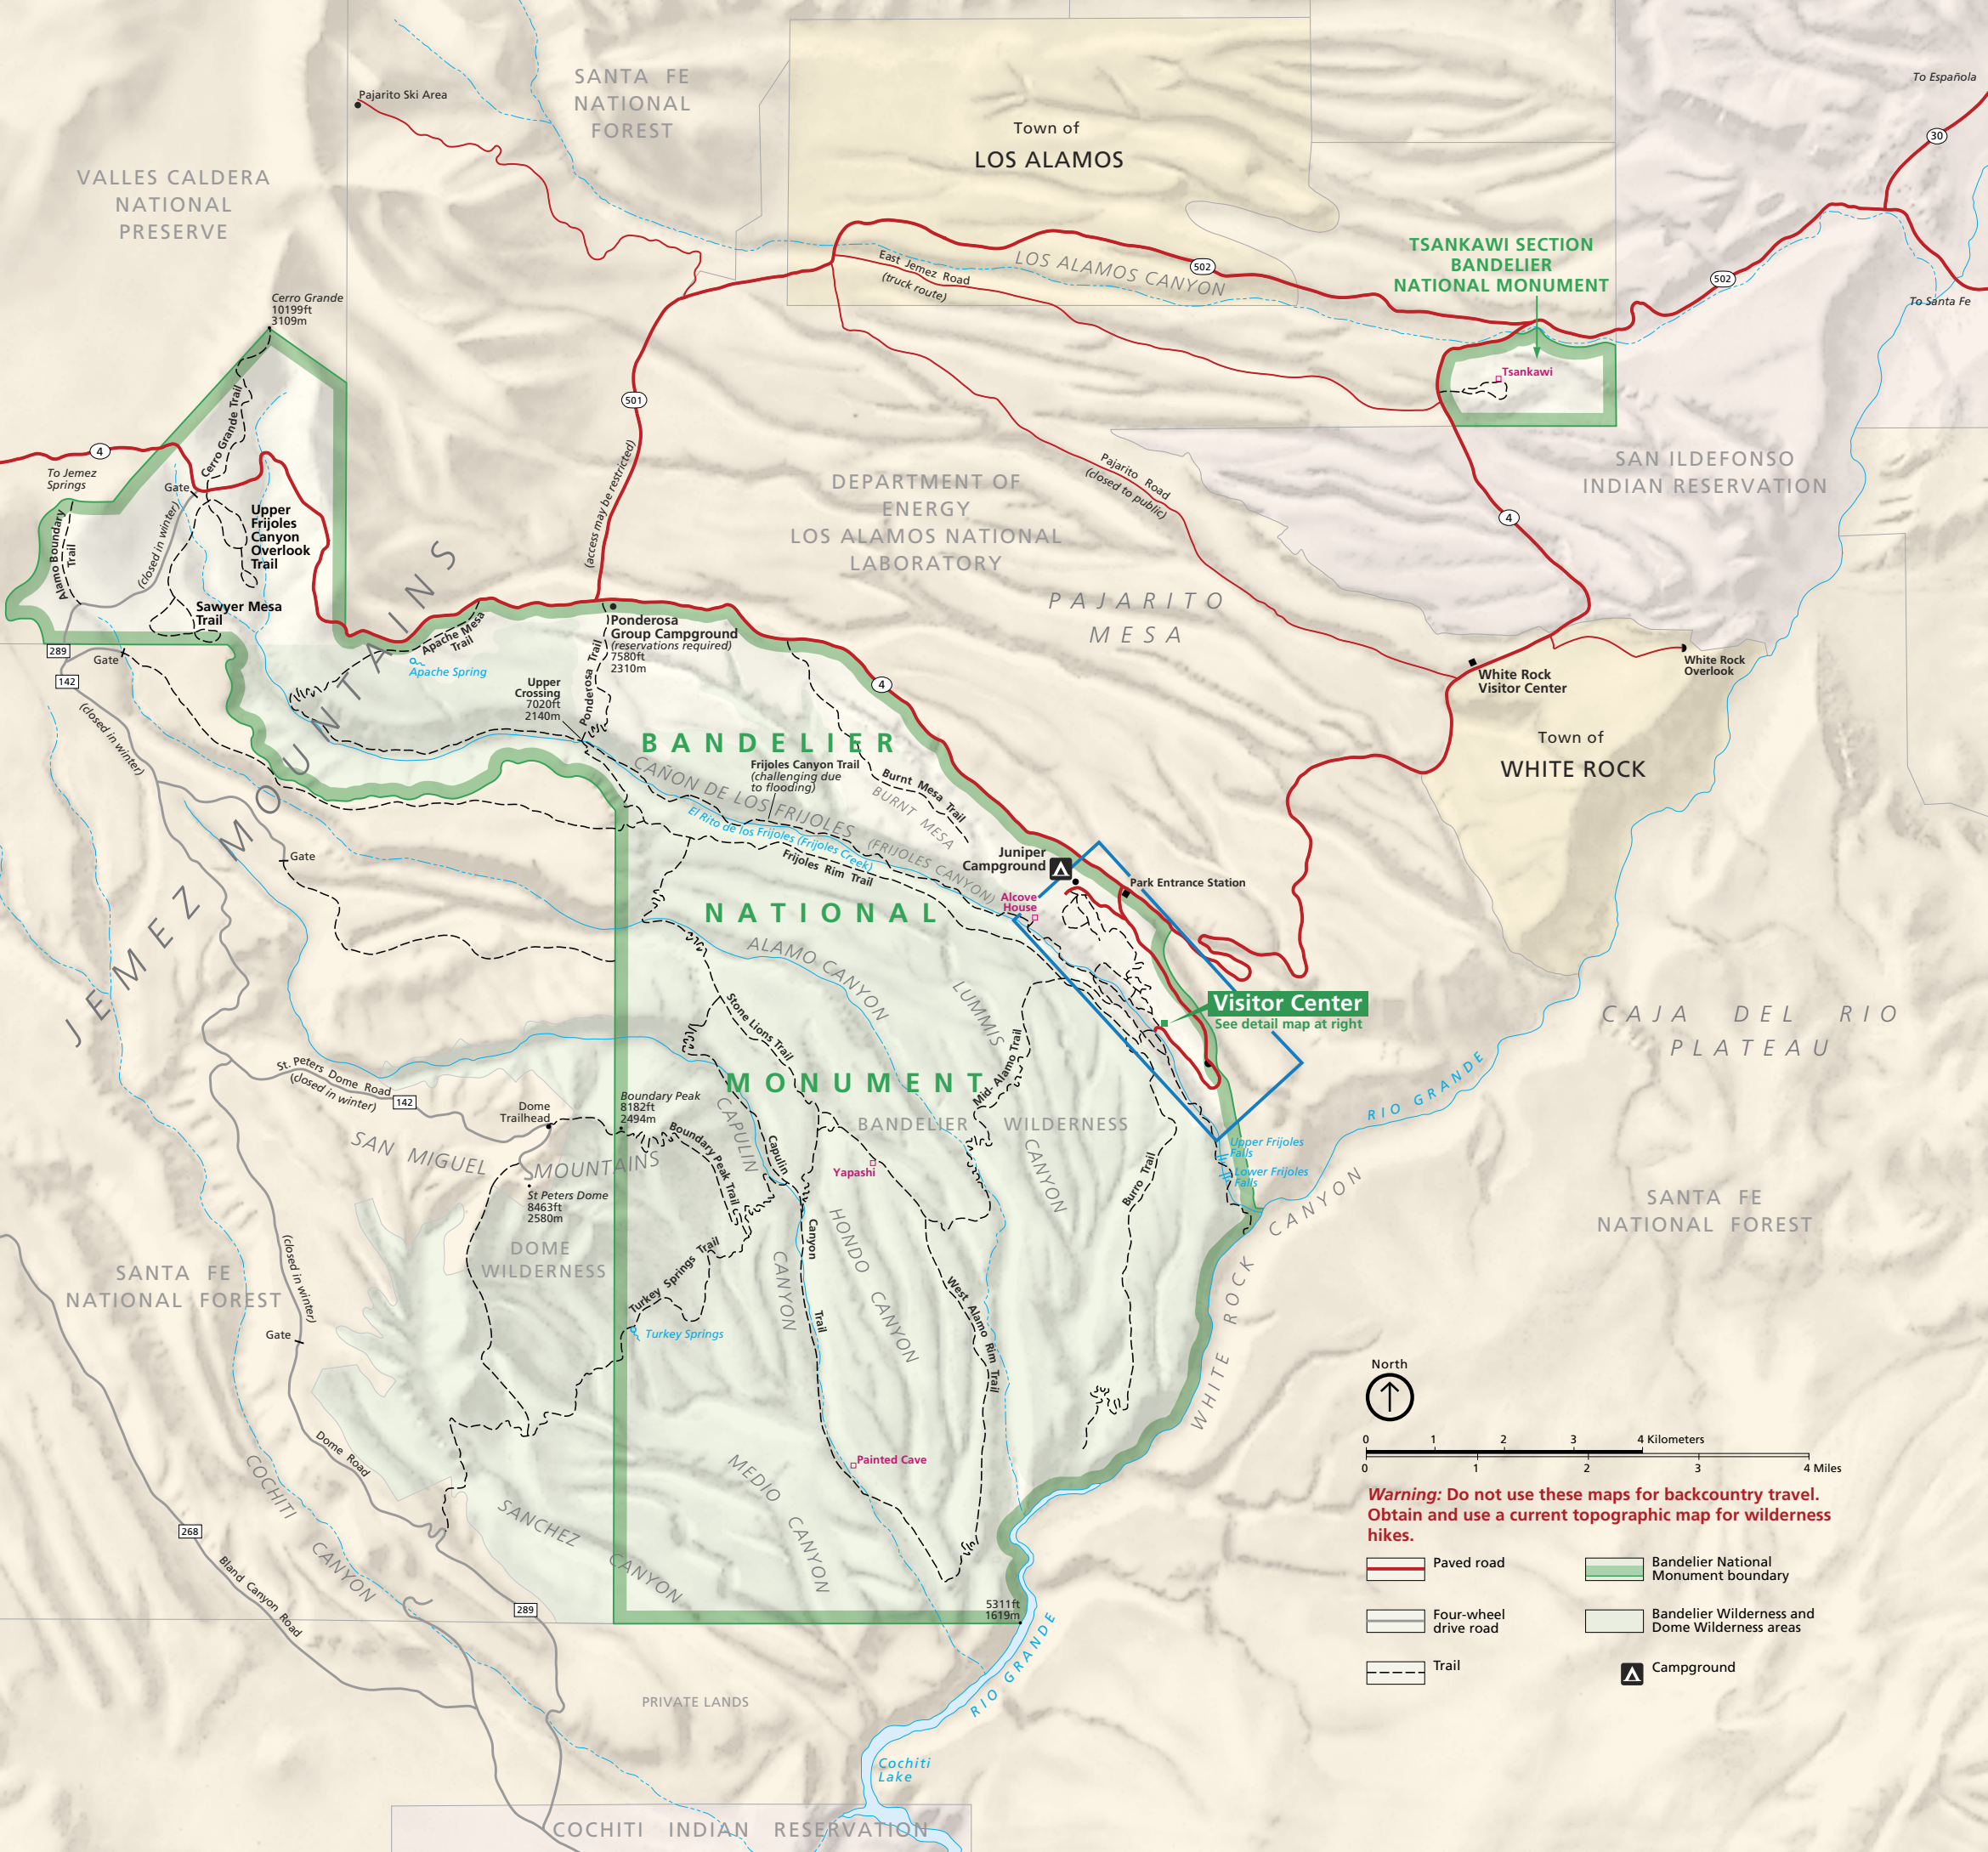 To Española
Pajarito Ski Area
SANTA FE
NATIONAL
FOREST
30
Town of
LOS ALAMOS
VALLES CALDERA
NATIONAL
PRESERVE
TSANKAWI SECTION
BANDELIER
NATIONAL MONUMENT
East Jemez Road
(truck route)
LOS ALAMOS CANYON
502
502
To Santa Fe
Cerro Grande
10199ft
3109m
Tsankawi
501
(access may be restricted)
Cerro Grande Trail
4
To Jemez
Springs
Gate
(closed in winter)
Alamo Boundary
Trail
Upper
Frijoles
Canyon
Overlook
Trail
Sawyer Mesa
Trail
DEPARTMENT OF
ENERGY
LOS ALAMOS NATIONAL
LABORATORY
Pajarito Road
(closed to public)
SAN ILDEFONSO
INDIAN RESERVATION
4
PAJARITO
MESA
JEMEZ MOUNTAINS
Apache Mesa
Trail
Apache Spring
Ponderosa
Group Campground
(reservations required)
7580ft
2310m
Ponderosa Trail
Upper
Crossing
7020ft
2140m
289
Gate
142
(closed in winter)
4
White Rock
Visitor Center
White Rock
Overlook
Town of
WHITE ROCK
BANDELIER
NATIONAL
MONUMENT
CAÑON DE LOS FRIJOLES
(FRIJOLES CANYON)
Frijoles Canyon Trail
(challenging due
to flooding)
El Rito de los Frijoles (Frijoles Creek)
Frijoles Rim Trail
Burnt Mesa Trail
BURNT MESA
Juniper
Campground
Park Entrance Station
Alcove
House
Gate
ALAMO CANYON
LUMMIS
CANYON
Stone Lions Trail
Mid-Alamo Trail
Visitor Center
See detail map at right
CAJA DEL RIO
PLATEAU
RIO GRANDE
St. Peters Dome Road
(closed in winter)
142
Dome
Trailhead
Boundary Peak
8182ft
2494m
Boundary Peak Trail
SAN MIGUEL
MOUNTAINS
St Peters Dome
8463ft
2580m
CAPULIN
CANYON
Capulin
Canyon
Trail
BANDELIER WILDERNESS
Yapashi
Burro Trail
Upper Frijoles
Falls
Lower Frijoles
Falls
WHITE ROCK CANYON
SANTA FE
NATIONAL FOREST
DOME
WILDERNESS
HONDO
CANYON
Turkey Springs Trail
Turkey Springs
West Alamo Rim Trail
SANTA FE
NATIONAL FOREST
(closed in winter)
Gate
Dome Road
COCHITI
CANYON
268
Bland Canyon Road
289
SANCHEZ
CANYON
MEDIO
CANYON
Painted Cave
5311ft
1619m
RIO GRANDE
PRIVATE LANDS
Cochiti
Lake
COCHITI INDIAN RESERVATION
North
0 1 2 3 4 Kilometers
0 1 2 3 4 Miles
Warning: Do not use these maps for backcountry travel.
Obtain and use a current topographic map for wilderness
hikes.
Paved road
Bandelier National
Monument boundary
Four-wheel
drive road
Bandelier Wilderness and
Dome Wilderness areas
Trail
Campground